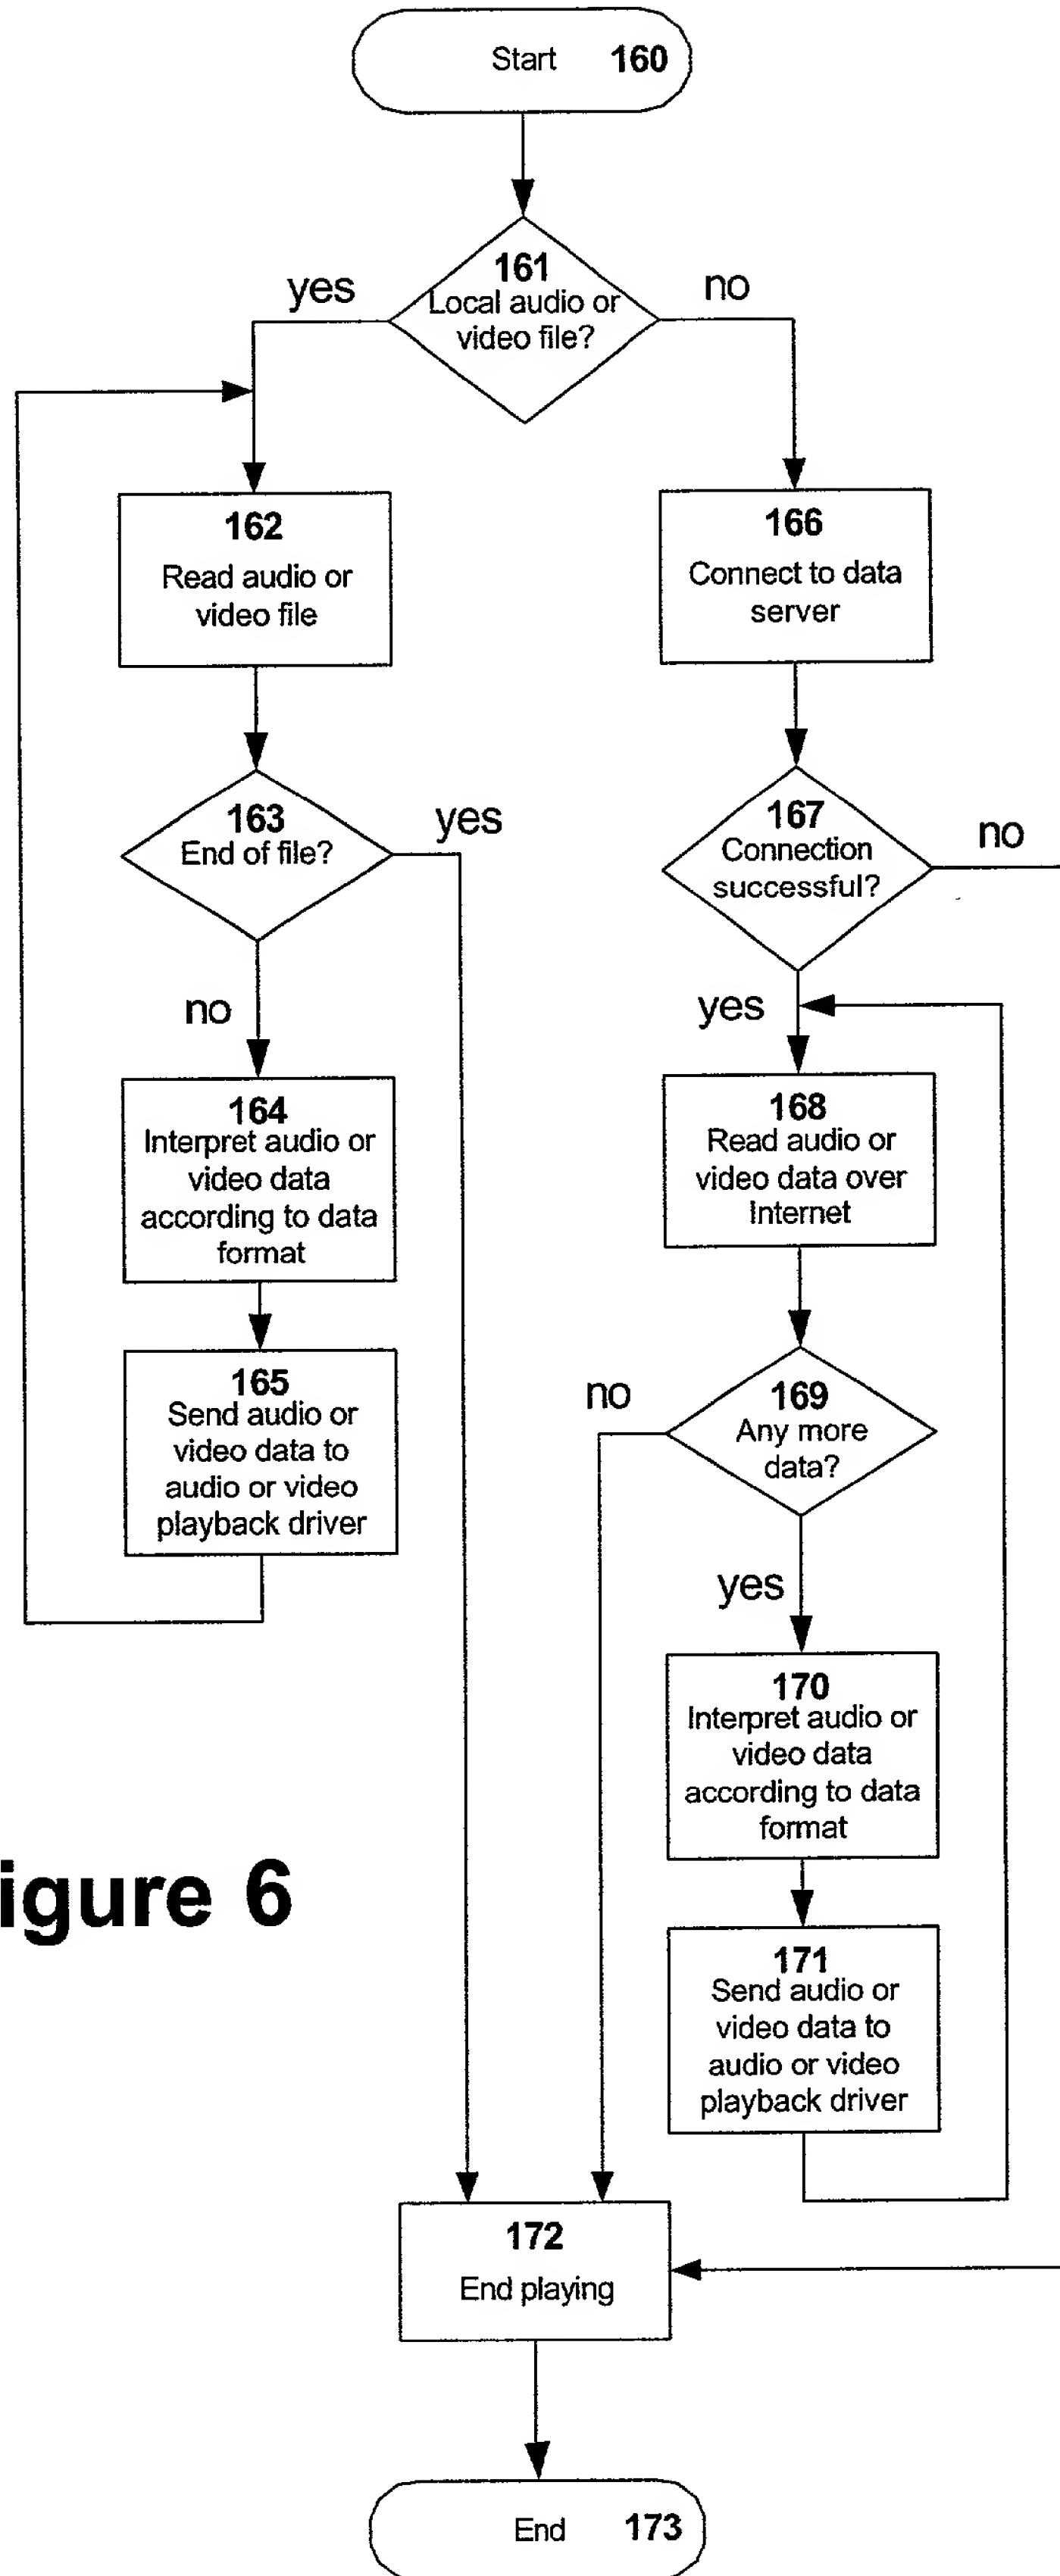 Start 160
161
Local audio or
video file?
yes
no
162
Read audio or
video file
166
Connect to data
server
163
End of file?
yes
no
167
Connection
successful?
no
yes
164
Interpret audio or
video data
according to data
format
168
Read audio or
video data over
Internet
165
Send audio or
video data to
audio or video
playback driver
169
Any more
data?
no
yes
170
Interpret audio or
video data
according to data
format
171
Send audio or
video data to
audio or video
playback driver
igure 6
172
End playing
End 173